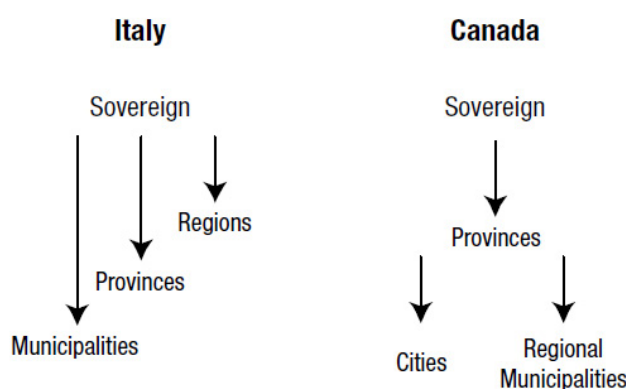 Italy
Sovereign
Regions
Provinces
Municipalities
Canada
Sovereign
Provinces
Cities
Regional
Municipalities